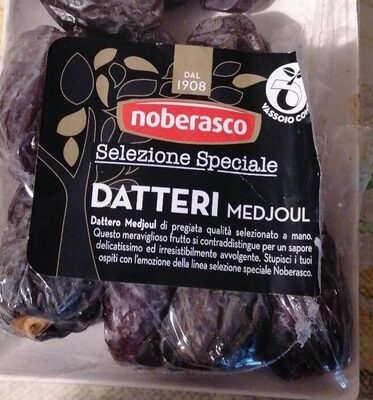 DAL
1908
noberasco
Selezione Speciale
DATTERI MEDJOUL
Dattero Medjoul di pregiata qualità selezionato a mano.
Questo meraviglioso frutto si contraddistingue per un sapore
delicatissimo ed irresistibilmente avvolgente. Stupisci i tuoi
ospiti con l'emozione della linea selezione speciale Noberasco.
VASSOIO